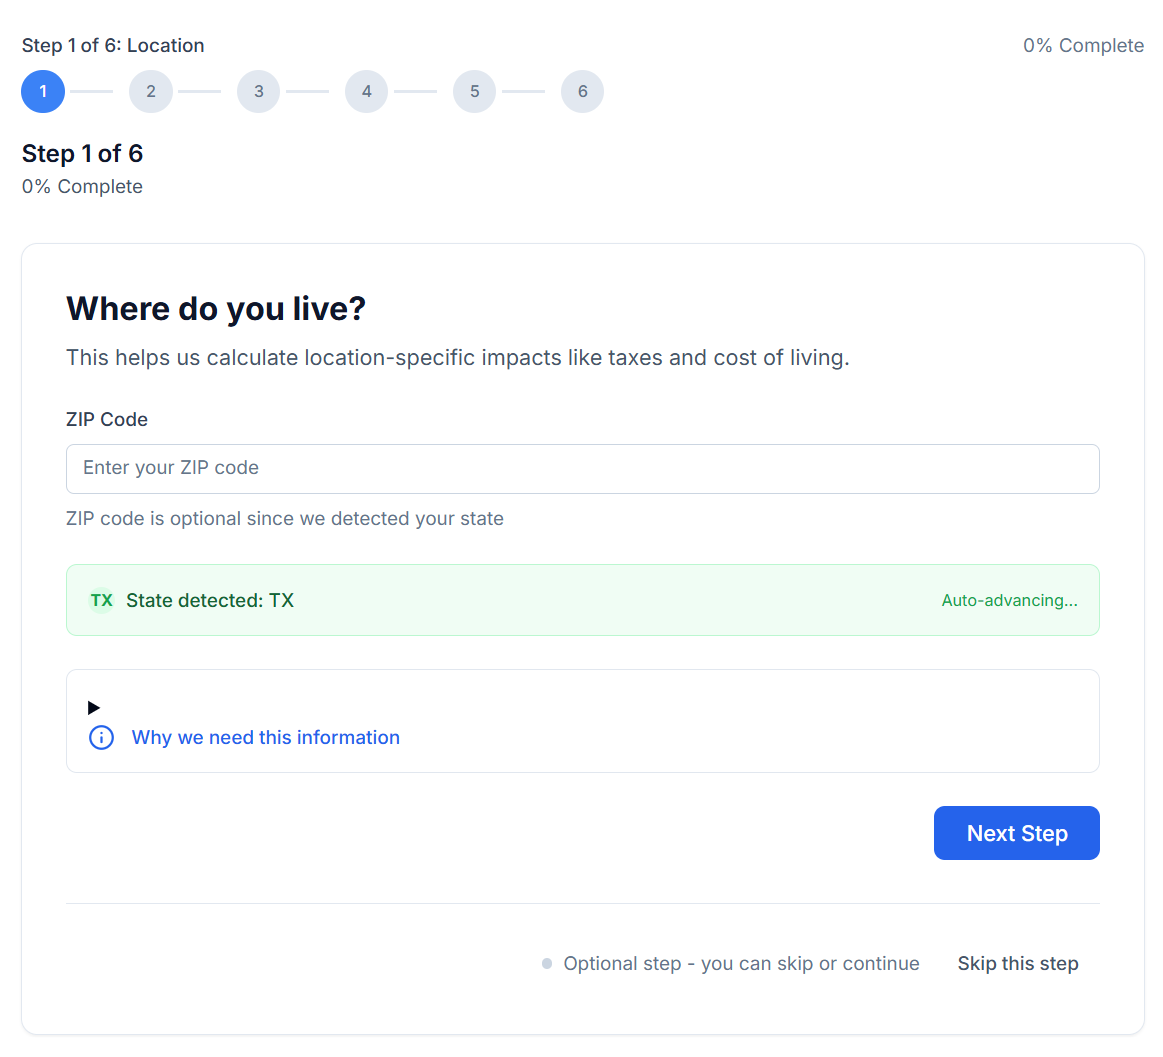 Step 1 of 6: Location
0% Complete
1 2 3 4 5 6
Step 1 of 6
0% Complete
Where do you live?
This helps us calculate location-specific impacts like taxes and cost of living.
ZIP Code
Enter your ZIP code
ZIP code is optional since we detected your state
TX State detected: TX
Auto-advancing...
Why we need this information
Next Step
Optional step - you can skip or continue
Skip this step